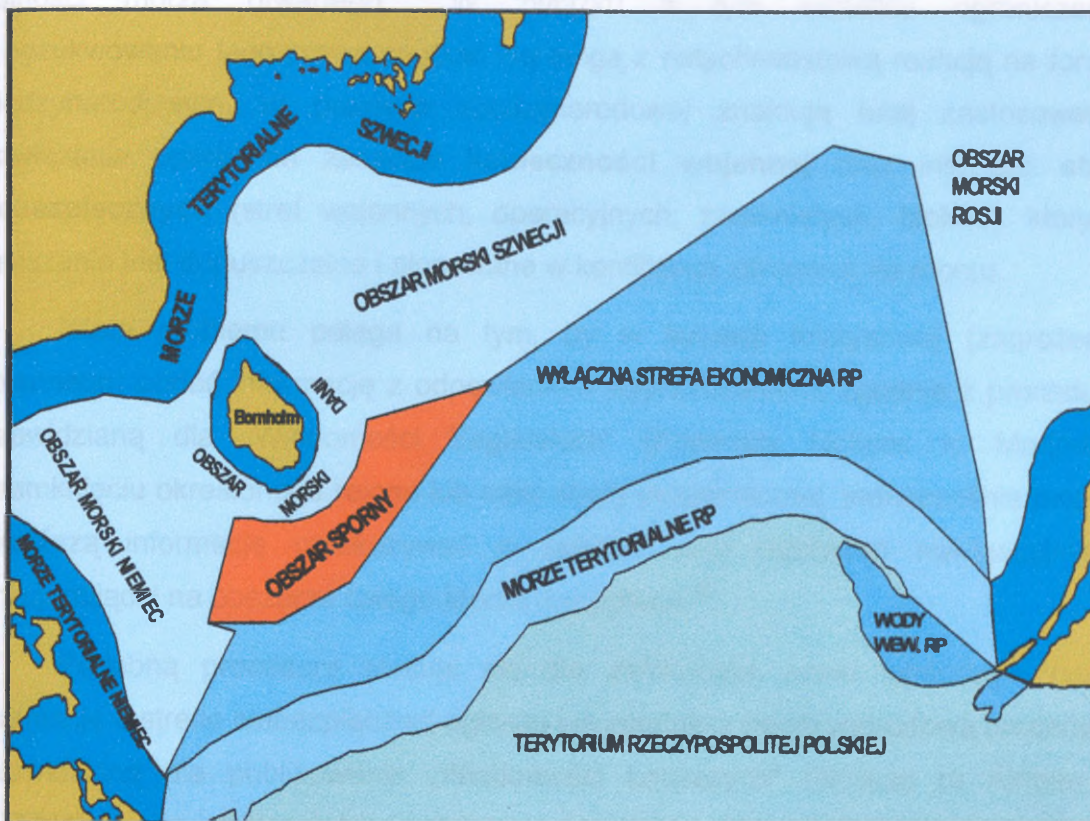 TERYTORIALNE
SZWECJI
MORZE
OBSZAR MORSKI SZWECJI
OBSZAR
MORSKI
ROSJI
WYŁĄCZNA STREFA EKONOMICZNA RP
Bornholm
DANII
OBSZAR
MORSKI
OBSZAR SPORNY
OBSZAR MORSKI NIEMIEC
MORZE TERYTORIALNE NIEMIEC
MORZE TERYTORIALNE RP
WODY
WEW. RP
TERYTORIUM RZECZYPOSPOLITEJ POLSKIEJ